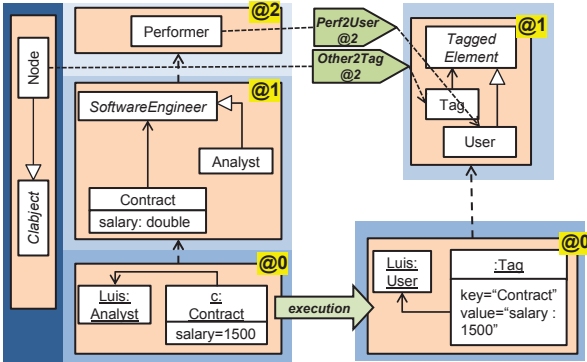 @2
Performer
Node
Clabject
Perf2User
@2
Other2Tag
@2
@1
Tagged
Element
Tag
User
@1
SoftwareEngineer
Analyst
Contract
salary: double
@0
Luis:
Analyst
c:
Contract
salary=1500
execution
@0
Luis:
User
:Tag
key=“Contract”
value=“salary :
1500”